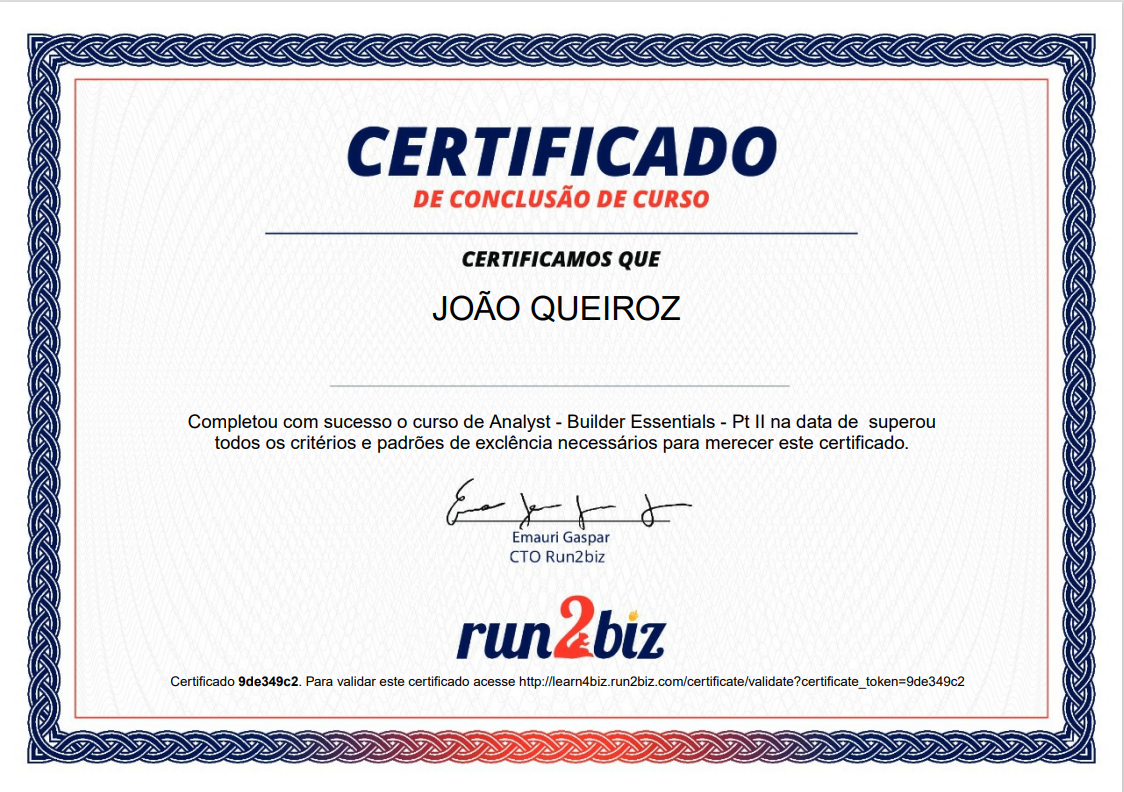 CERTIFICADO
DE CONCLUSÃO DE CURSO
CERTIFICAMOS QUE
JOÃO QUEIROZ
Completou com sucesso o curso de Analyst - Builder Essentials - Pt II na data de  superou
todos os critérios e padrões de exclência necessários para merecer este certificado.
Emauri Gaspar
CTO Run2biz
run2biz
Certificado 9de349c2. Para validar este certificado acesse http://learn4biz.run2biz.com/certificate/validate?certificate_token=9de349c2